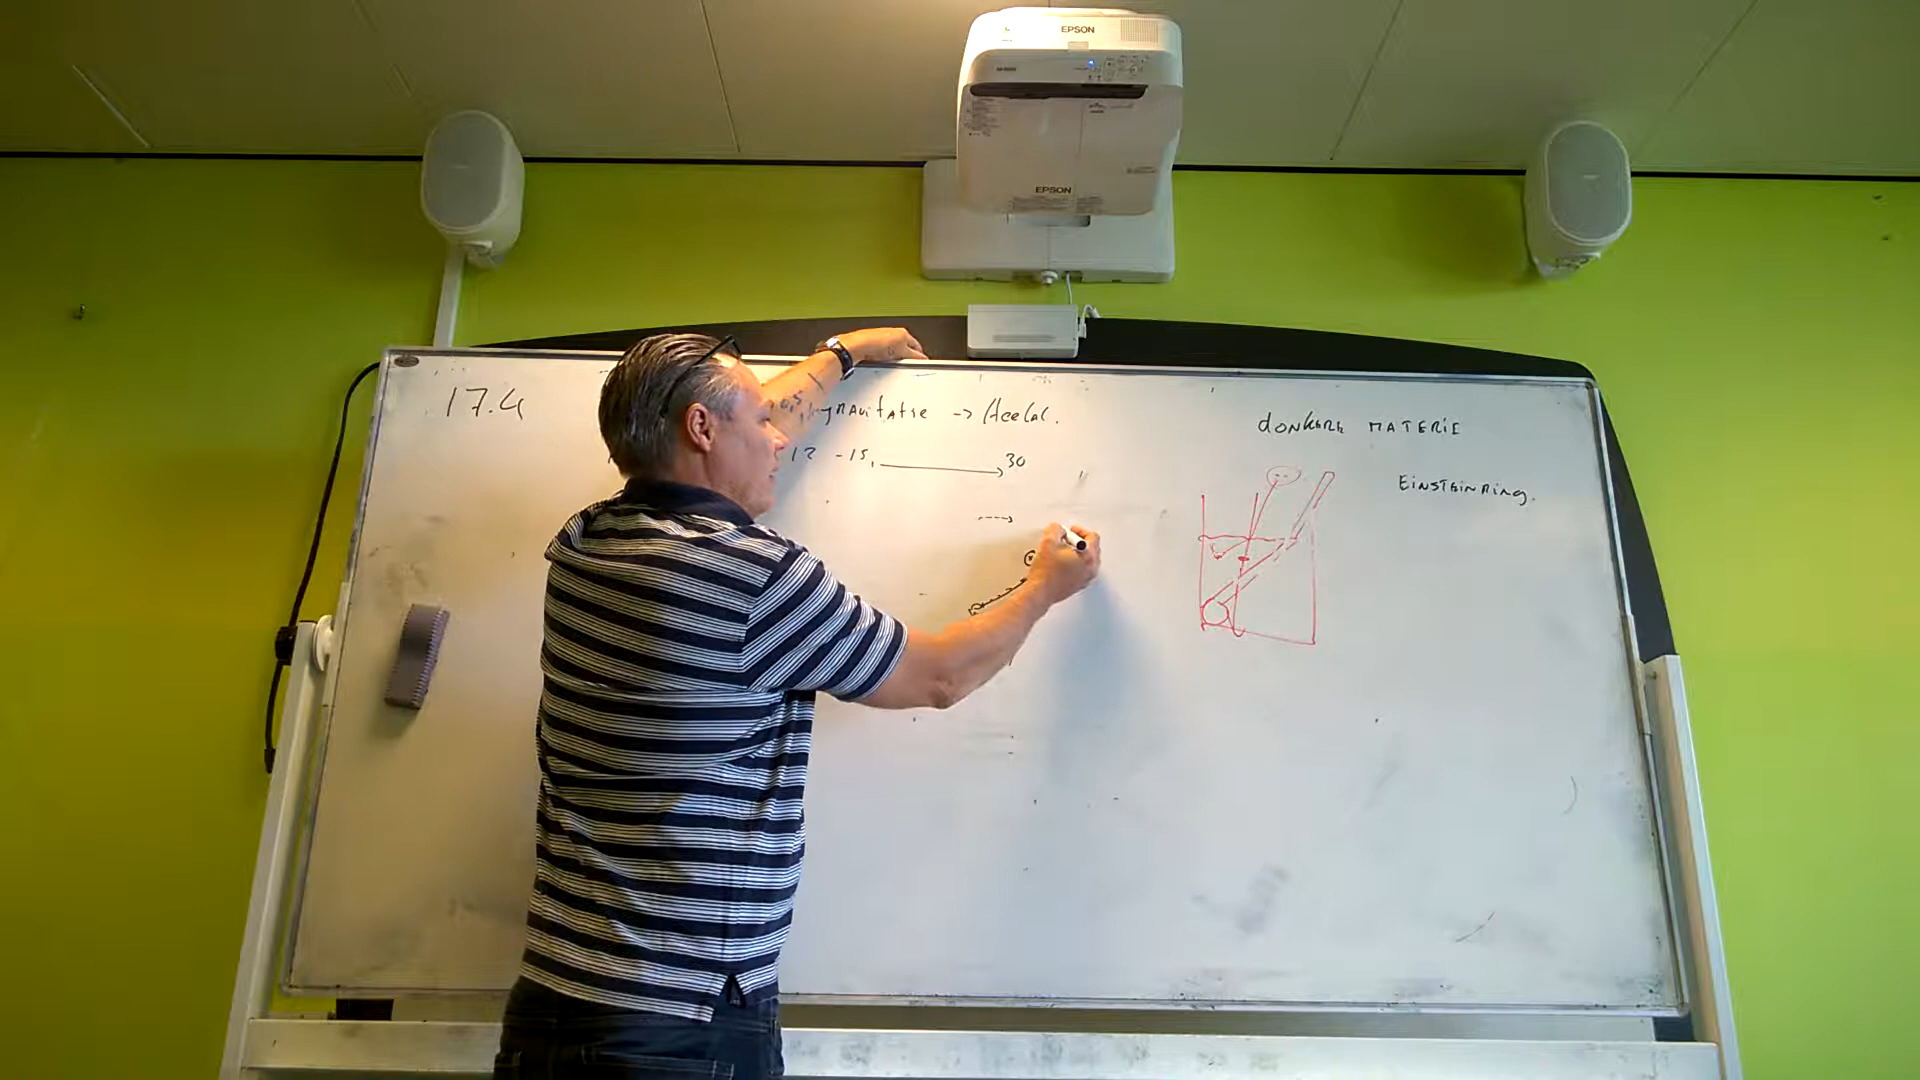 EPSON
EPSON
17.4
gravitatie -> Heelal.
12 -15, 30
donkere materie
Einsteinring.